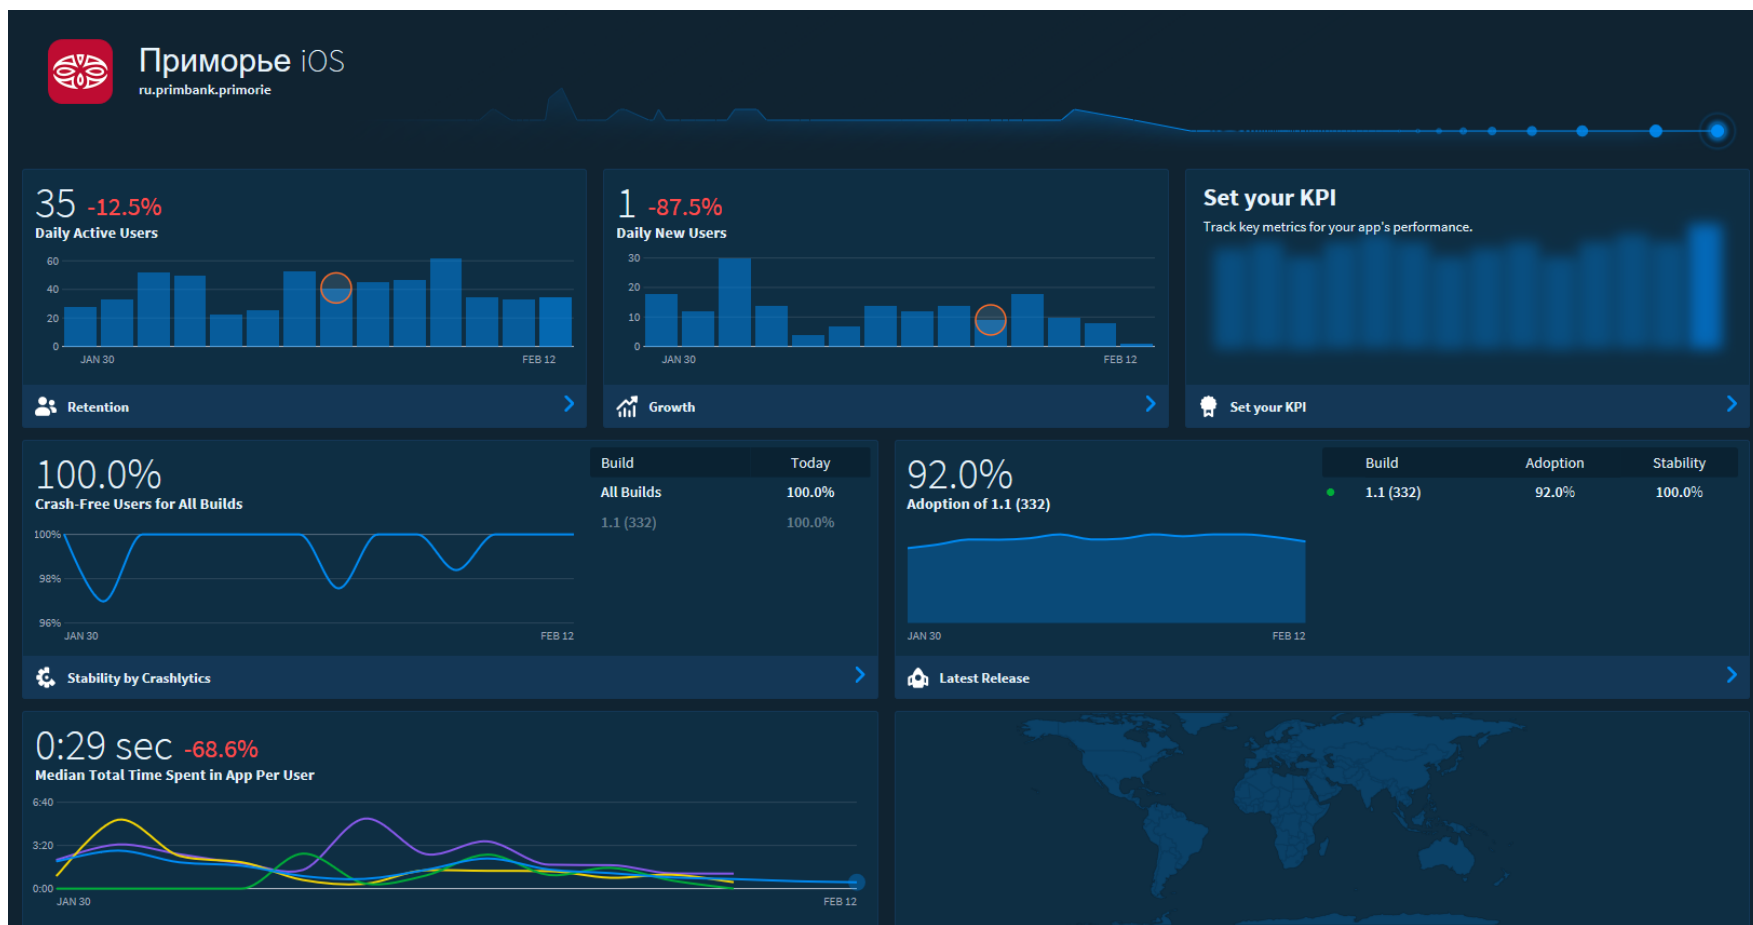 Приморье iOS
ru.primbank.primorie
35 -12.5%
Daily Active Users
60
40
20
0
JAN 30 FEB 12
Retention
1 -87.5%
Daily New Users
30
20
10
0
JAN 30 FEB 12
Growth
Set your KPI
Track key metrics for your app's performance.
Set your KPI
100.0%
Crash-Free Users for All Builds
100%
98%
96%
JAN 30 FEB 12
Build Today
All Builds 100.0%
1.1 (332) 100.0%
Stability by Crashlytics
92.0%
Adoption of 1.1 (332)
JAN 30 FEB 12
Build Adoption Stability
1.1 (332) 92.0% 100.0%
Latest Release
0:29 sec -68.6%
Median Total Time Spent in App Per User
6:40
3:20
0:00
JAN 30 FEB 12